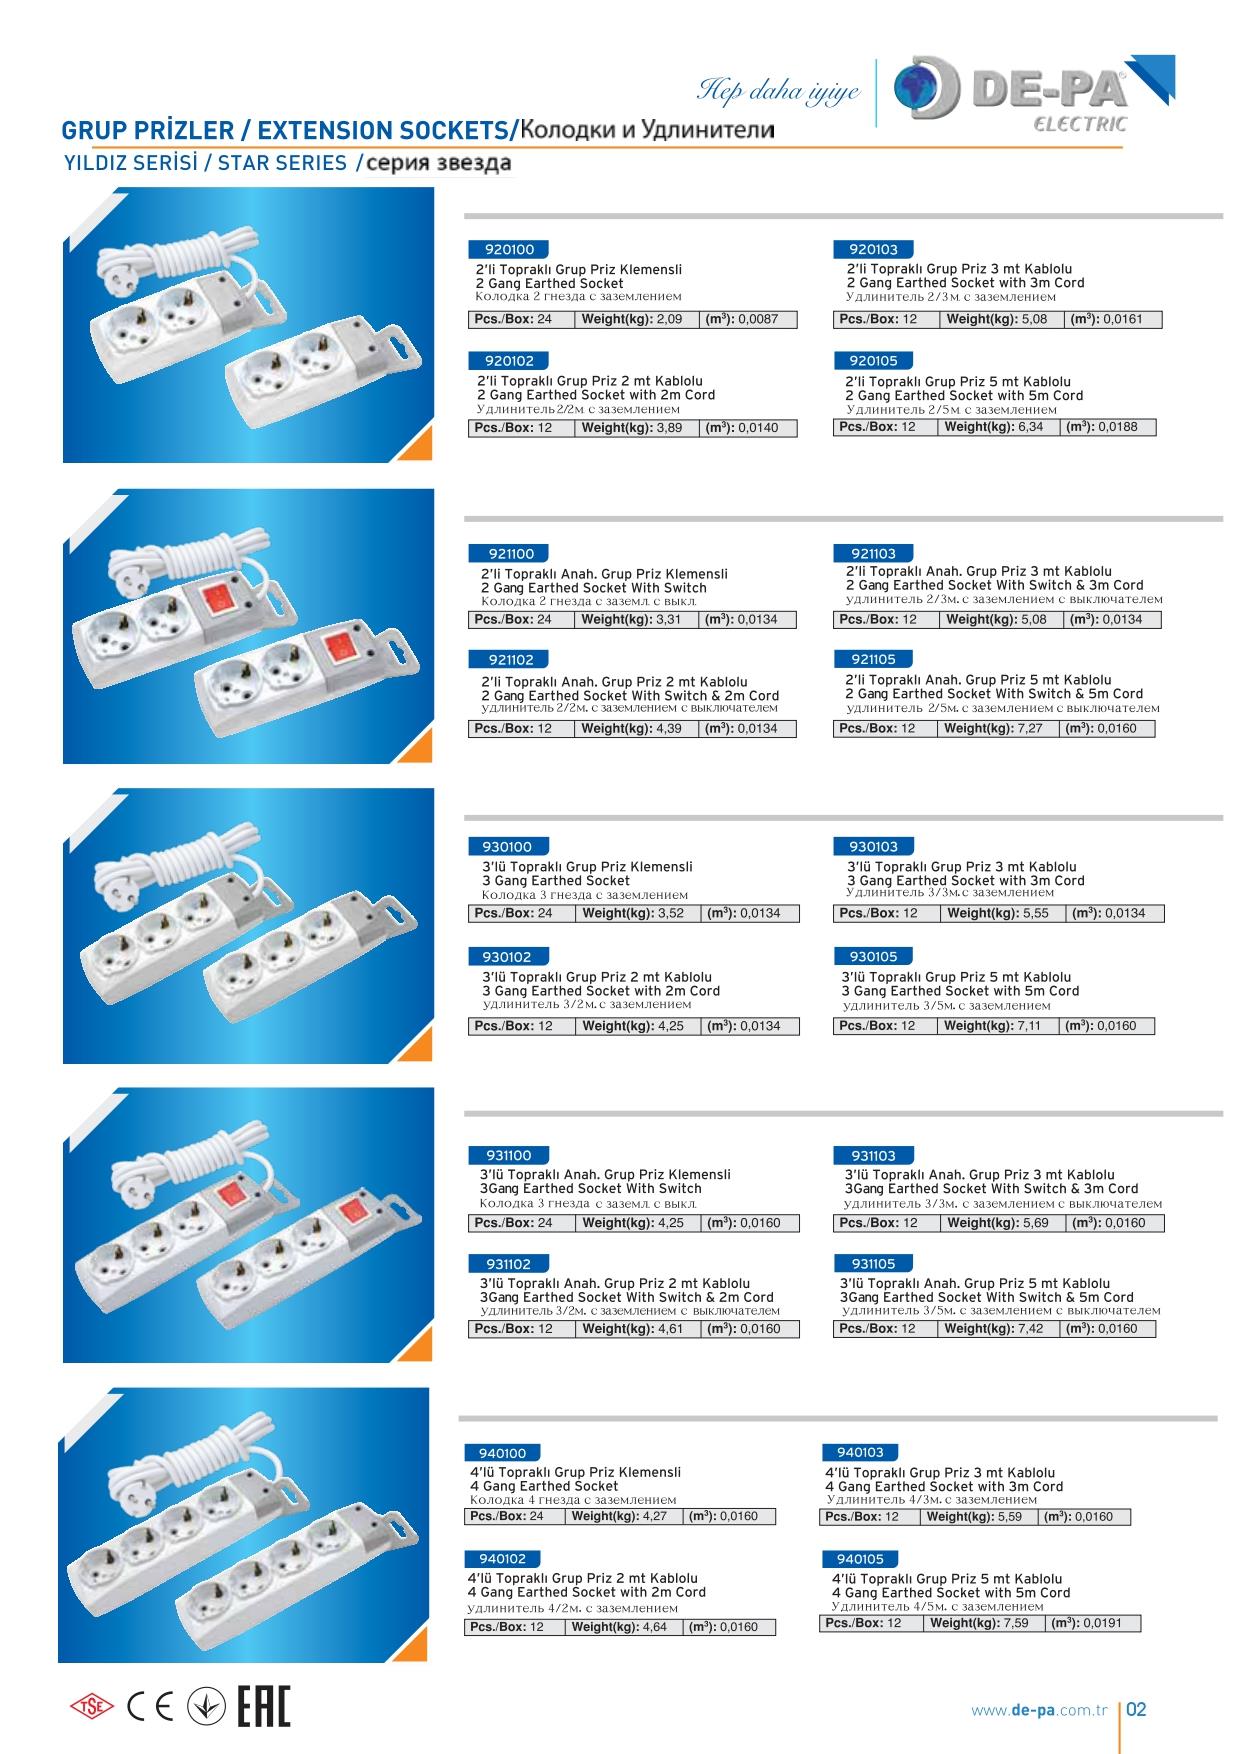 Hep daha iyiye
DE-PA®
ELECTRIC
GRUP PRİZLER / EXTENSION SOCKETS/Колодки и Удлинители
YILDIZ SERİSİ / STAR SERIES /серия звезда
920100
2'li Topraklı Grup Priz Klemensli
2 Gang Earthed Socket
Колодка 2 гнезда с заземлением
Pcs./Box: 24 Weight(kg): 2,09 (m³): 0,0087
920103
2'li Topraklı Grup Priz 3 mt Kablolu
2 Gang Earthed Socket with 3m Cord
Удлинитель 2/3м с заземлением
Pcs./Box: 12 Weight(kg): 5,08 (m³): 0,0161
920102
2'li Topraklı Grup Priz 2 mt Kablolu
2 Gang Earthed Socket with 2m Cord
Удлинитель2/2м с заземлением
Pcs./Box: 12 Weight(kg): 3,89 (m³): 0,0140
920105
2'li Topraklı Grup Priz 5 mt Kablolu
2 Gang Earthed Socket with 5m Cord
Удлинитель 2/5м с заземлением
Pcs./Box: 12 Weight(kg): 6,34 (m³): 0,0188
921100
2'li Topraklı Anah. Grup Priz Klemensli
2 Gang Earthed Socket With Switch
Колодка 2 гнезда с заземл. с выкл.
Pcs./Box: 24 Weight(kg): 3,31 (m³): 0,0134
921103
2'li Topraklı Anah. Grup Priz 3 mt Kablolu
2 Gang Earthed Socket With Switch & 3m Cord
удлинитель 2/3м. с заземлением с выключателем
Pcs./Box: 12 Weight(kg): 5,08 (m³): 0,0134
921102
2'li Topraklı Anah. Grup Priz 2 mt Kablolu
2 Gang Earthed Socket With Switch & 2m Cord
удлинитель 2/2м. с заземлением с выключателем
Pcs./Box: 12 Weight(kg): 4,39 (m³): 0,0134
921105
2'li Topraklı Anah. Grup Priz 5 mt Kablolu
2 Gang Earthed Socket With Switch & 5m Cord
удлинитель 2/5м. с заземлением с выключателем
Pcs./Box: 12 Weight(kg): 7,27 (m³): 0,0160
930100
3'lü Topraklı Grup Priz Klemensli
3 Gang Earthed Socket
Колодка 3 гнезда с заземлением
Pcs./Box: 24 Weight(kg): 3,52 (m³): 0,0134
930103
3'lü Topraklı Grup Priz 3 mt Kablolu
3 Gang Earthed Socket with 3m Cord
Удлинитель 3/3м.с заземлением
Pcs./Box: 12 Weight(kg): 5,55 (m³): 0,0134
930102
3'lü Topraklı Grup Priz 2 mt Kablolu
3 Gang Earthed Socket with 2m Cord
удлинитель 3/2м. с заземлением
Pcs./Box: 12 Weight(kg): 4,25 (m³): 0,0134
930105
3'lü Topraklı Grup Priz 5 mt Kablolu
3 Gang Earthed Socket with 5m Cord
удлинитель 3/5м. с заземлением
Pcs./Box: 12 Weight(kg): 7,11 (m³): 0,0160
931100
3'lü Topraklı Anah. Grup Priz Klemensli
3Gang Earthed Socket With Switch
Колодка 3 гнезда с заземл. с выкл.
Pcs./Box: 24 Weight(kg): 4,25 (m³): 0,0160
931103
3'lü Topraklı Anah. Grup Priz 3 mt Kablolu
3Gang Earthed Socket With Switch & 3m Cord
удлинитель 3/3м. с заземлением с выключателем
Pcs./Box: 12 Weight(kg): 5,69 (m³): 0,0160
931102
3'lü Topraklı Anah. Grup Priz 2 mt Kablolu
3Gang Earthed Socket With Switch & 2m Cord
удлинитель 3/2м. с заземлением с выключателем
Pcs./Box: 12 Weight(kg): 4,61 (m³): 0,0160
931105
3'lü Topraklı Anah. Grup Priz 5 mt Kablolu
3Gang Earthed Socket With Switch & 5m Cord
удлинитель 3/5м. с заземлением с выключателем
Pcs./Box: 12 Weight(kg): 7,42 (m³): 0,0160
940100
4'lü Topraklı Grup Priz Klemensli
4 Gang Earthed Socket
Колодка 4 гнезда с заземлением
Pcs./Box: 24 Weight(kg): 4,27 (m³): 0,0160
940103
4'lü Topraklı Grup Priz 3 mt Kablolu
4 Gang Earthed Socket with 3m Cord
Удлинитель 4/3м. с заземлением
Pcs./Box: 12 Weight(kg): 5,59 (m³): 0,0160
940102
4'lü Topraklı Grup Priz 2 mt Kablolu
4 Gang Earthed Socket with 2m Cord
удлинитель 4/2м. с заземлением
Pcs./Box: 12 Weight(kg): 4,64 (m³): 0,0160
940105
4'lü Topraklı Grup Priz 5 mt Kablolu
4 Gang Earthed Socket with 5m Cord
Удлинитель 4/5м. с заземлением
Pcs./Box: 12 Weight(kg): 7,59 (m³): 0,0191
TSE CE EAC
www.de-pa.com.tr 02